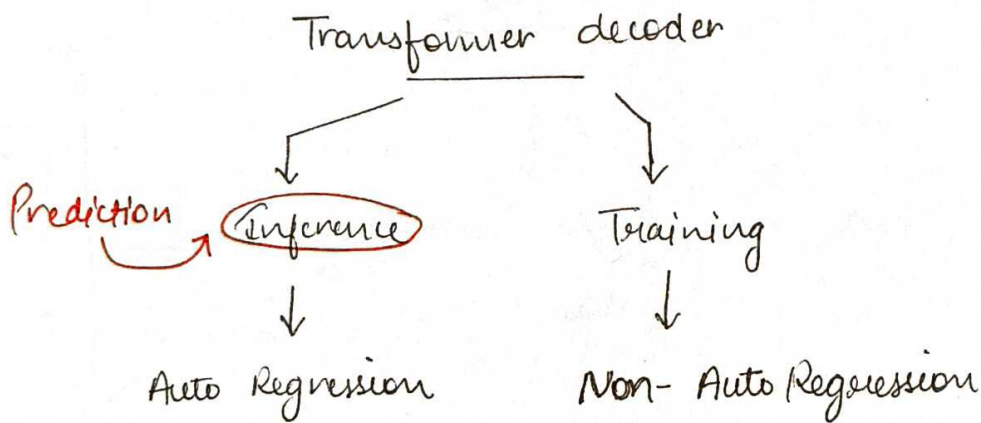 Transformer decoder
Prediction
Inference
Training
Auto Regression
Non- Auto Regression